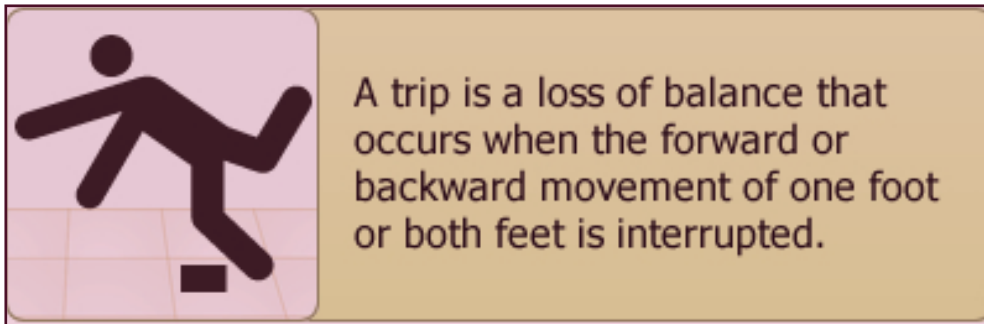 A trip is a loss of balance that
occurs when the forward or
backward movement of one foot
or both feet is interrupted.